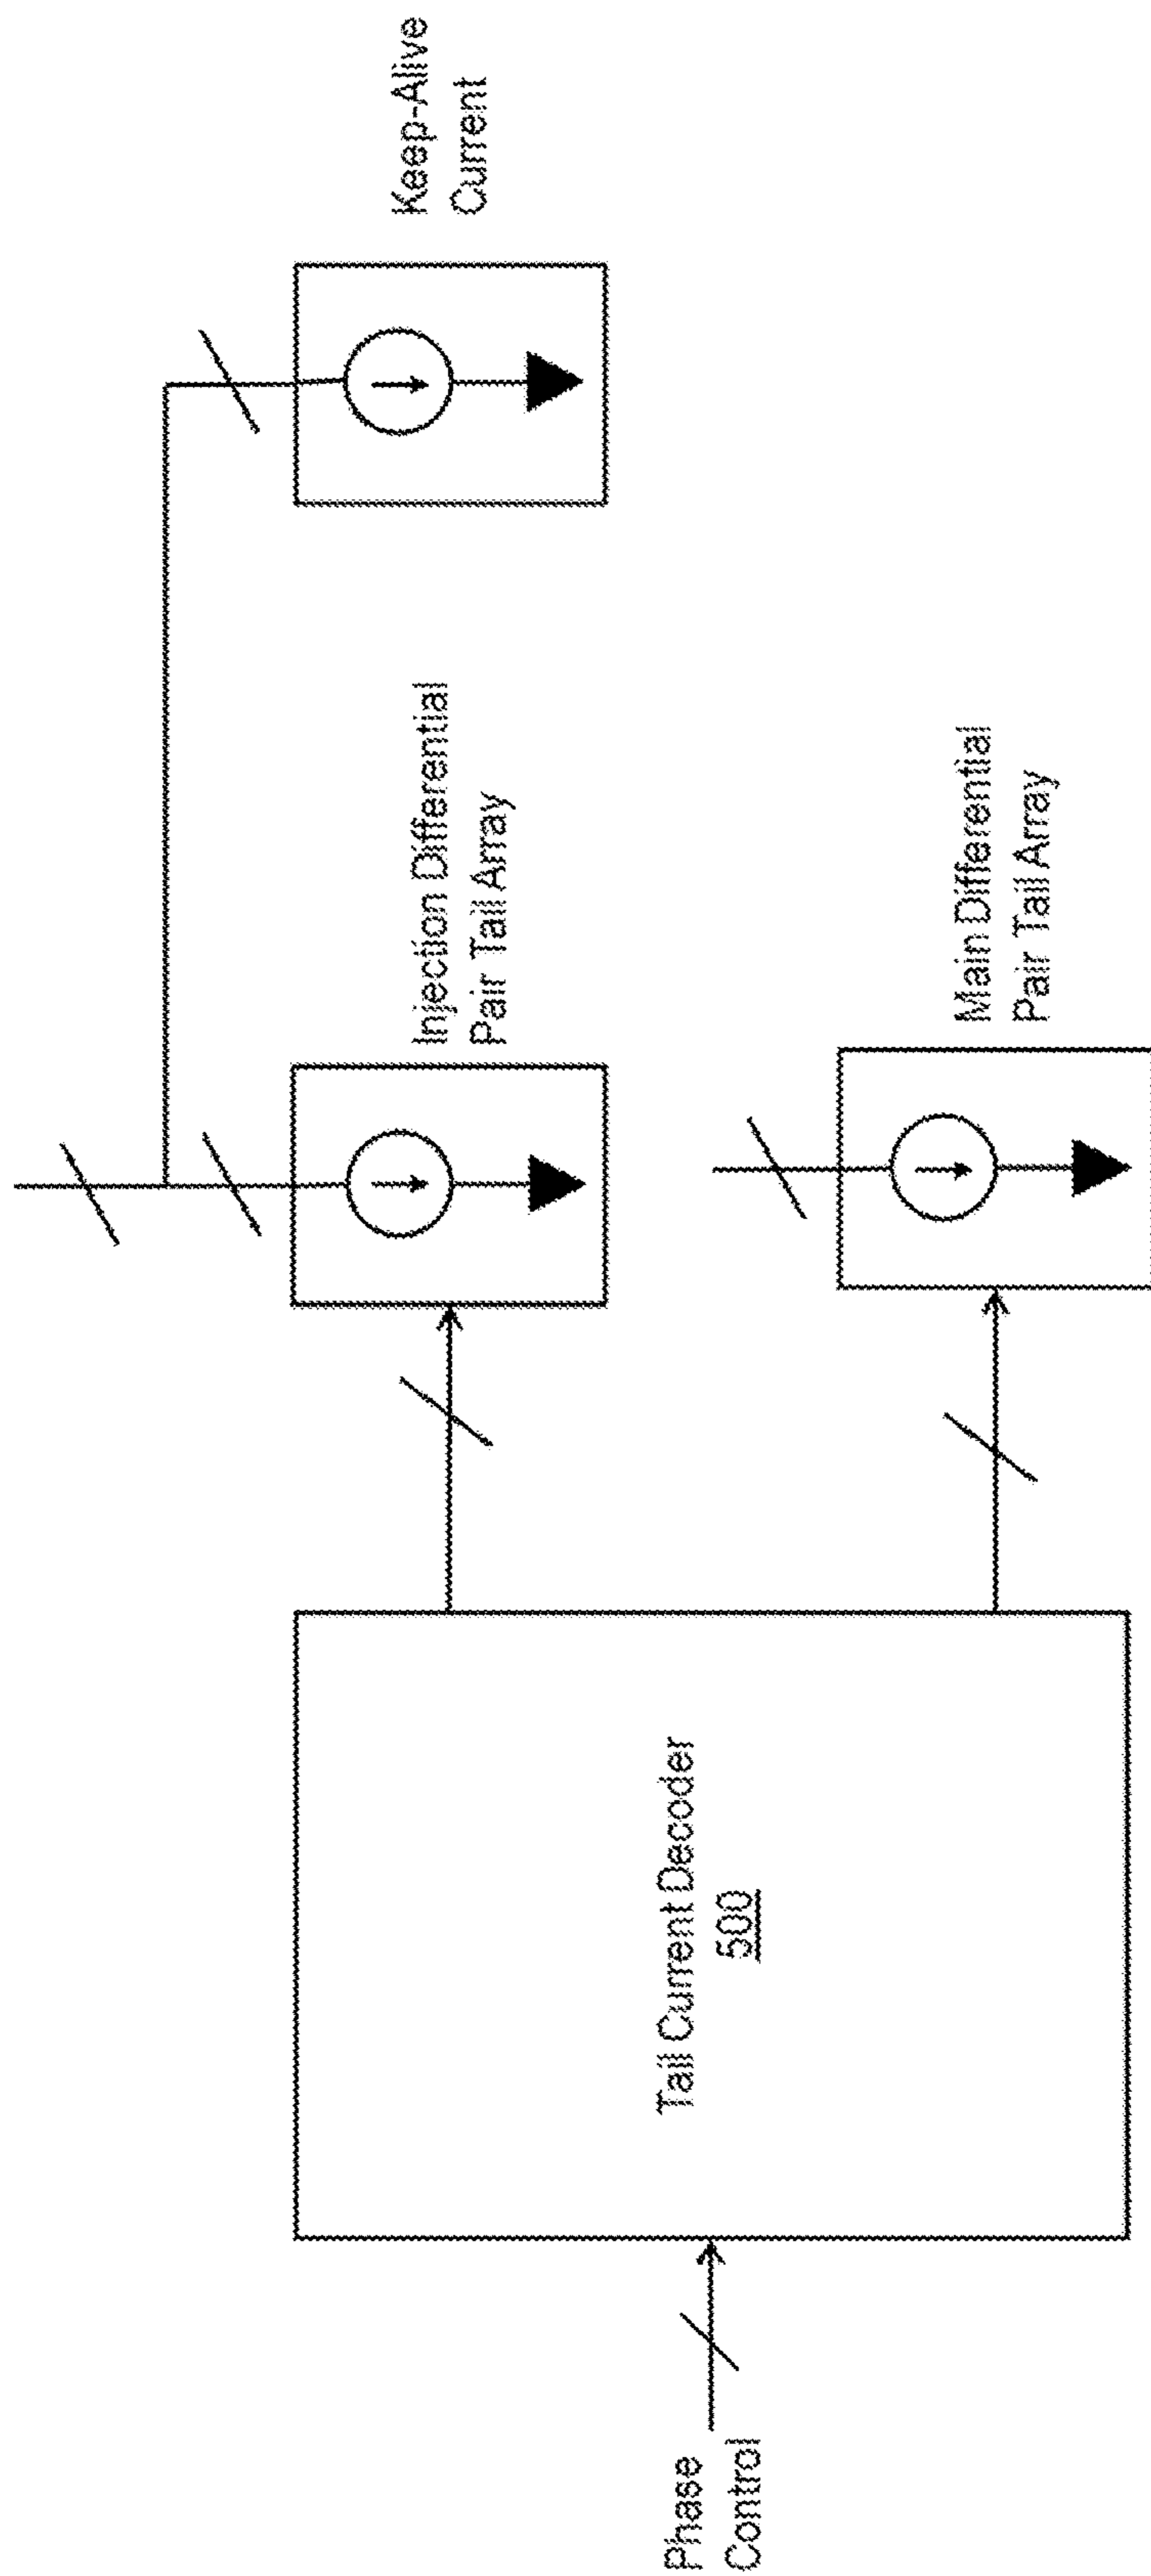 Phase
Control
Tail Current Decoder
500
Injection Differential
Pair Tail Array
Main Differential
Pair Tail Array
Keep-Alive
Current